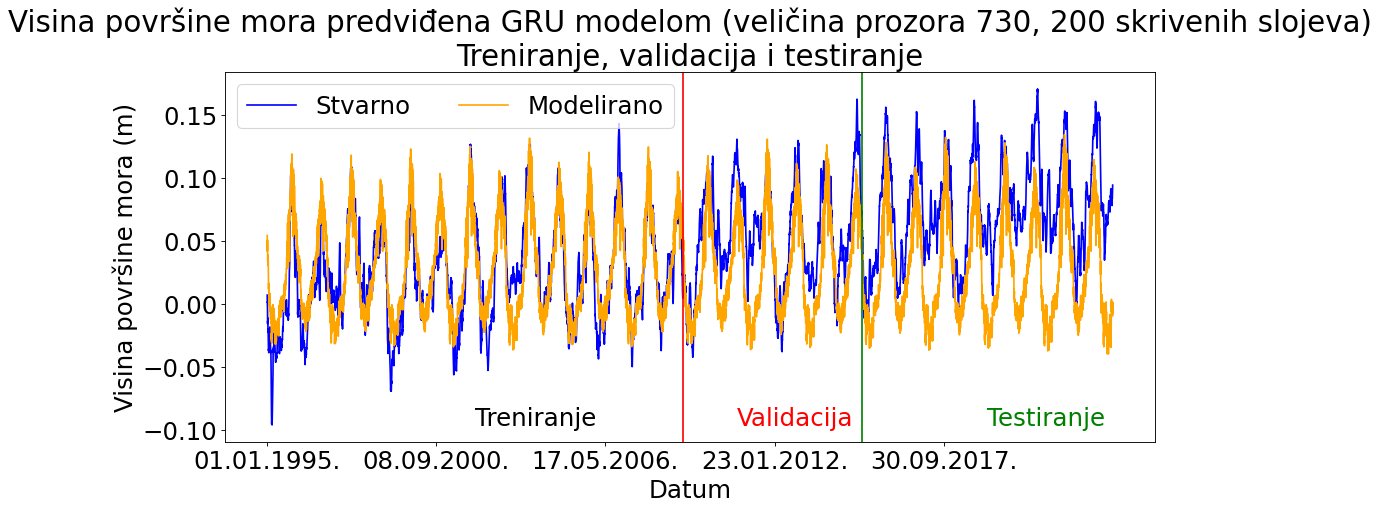 Visina površine mora predviđena GRU modelom (veličina prozora 730, 200 skrivenih slojeva)
Treniranje, validacija i testiranje
Stvarno
Modelirano
Visina površine mora (m)
0.15
0.10
0.05
0.00
−0.05
−0.10
Treniranje
Validacija
Testiranje
01.01.1995.
08.09.2000.
17.05.2006.
23.01.2012.
30.09.2017.
Datum